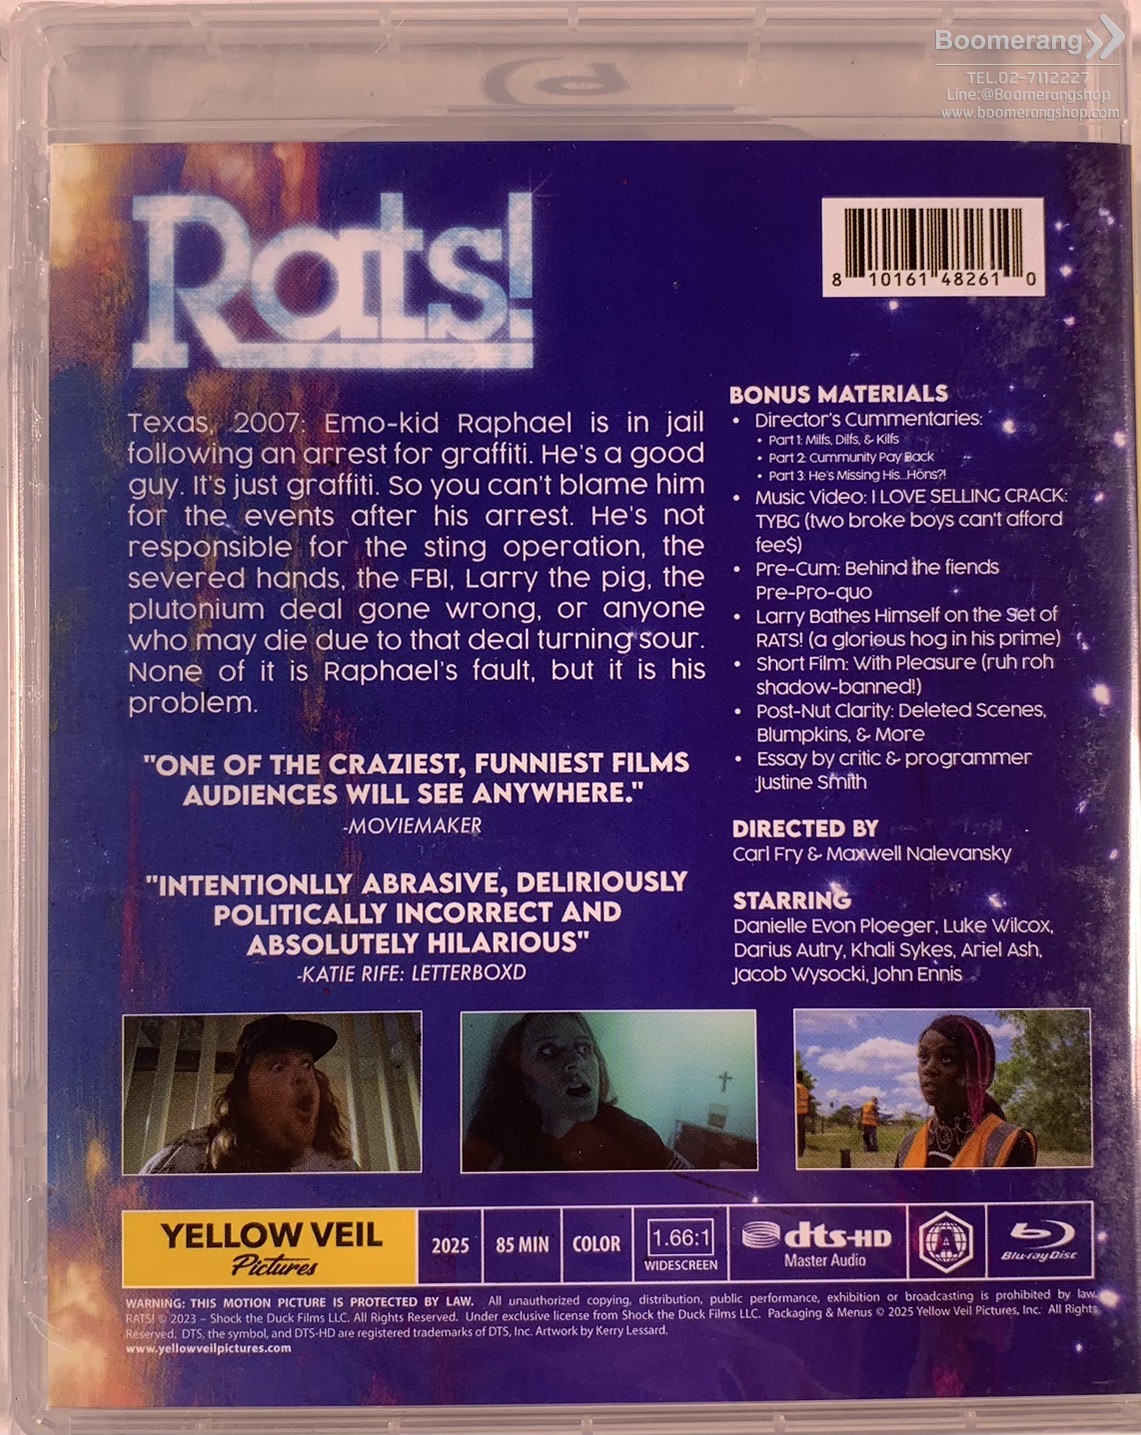 Boomerang
TEL.02-7112227
Line:@Boomerangshop
www.boomerangshop.com
Rats!
8 10161 48261 0
Texas, 2007: Emo-kid Raphael is in jail
following an arrest for graffiti. He's a good
guy. It's just graffiti. So you can't blame him
for the events after his arrest. He's not
responsible for the sting operation, the
severed hands, the FBI, Larry the pig, the
plutonium deal gone wrong, or anyone
who may die due to that deal turning sour.
None of it is Raphael's fault, but it is his
problem.
"ONE OF THE CRAZIEST, FUNNIEST FILMS
AUDIENCES WILL SEE ANYWHERE."
-MOVIEMAKER
"INTENTIONLLY ABRASIVE, DELIRIOUSLY
POLITICALLY INCORRECT AND
ABSOLUTELY HILARIOUS"
-KATIE RIFE: LETTERBOXD
BONUS MATERIALS
• Director's Cummentaries:
• Part 1: Milfs, Dilfs, & Kilfs
• Part 2: Cummunity Pay Back
• Part 3: He's Missing His...Höns?!
• Music Video: I LOVE SELLING CRACK:
TYBG (two broke boys can't afford
fee$)
• Pre-Cum: Behind the fiends
Pre-Pro-quo
• Larry Bathes Himself on the Set of
RATS! (a glorious hog in his prime)
• Short Film: With Pleasure (ruh roh
shadow-banned!)
• Post-Nut Clarity: Deleted Scenes,
Blumpkins, & More
• Essay by critic & programmer
Justine Smith
DIRECTED BY
Carl Fry & Maxwell Nalevansky
STARRING
Danielle Evon Ploeger, Luke Wilcox,
Darius Autry, Khali Sykes, Ariel Ash,
Jacob Wysocki, John Ennis
YELLOW VEIL
Pictures
2025
85 MIN
COLOR
1.66:1
WIDESCREEN
dts-HD
Master Audio
A
Blu-ray Disc
WARNING: THIS MOTION PICTURE IS PROTECTED BY LAW. All unauthorized copying, distribution, public performance, exhibition or broadcasting is prohibited by law.
RATS! © 2023 – Shock the Duck Films LLC. All Rights Reserved. Under exclusive license from Shock the Duck Films LLC. Packaging & Menus © 2025 Yellow Veil Pictures, Inc. All Rights
Reserved. DTS, the symbol, and DTS-HD are registered trademarks of DTS, Inc. Artwork by Kerry Lessard.
www.yellowveilpictures.com